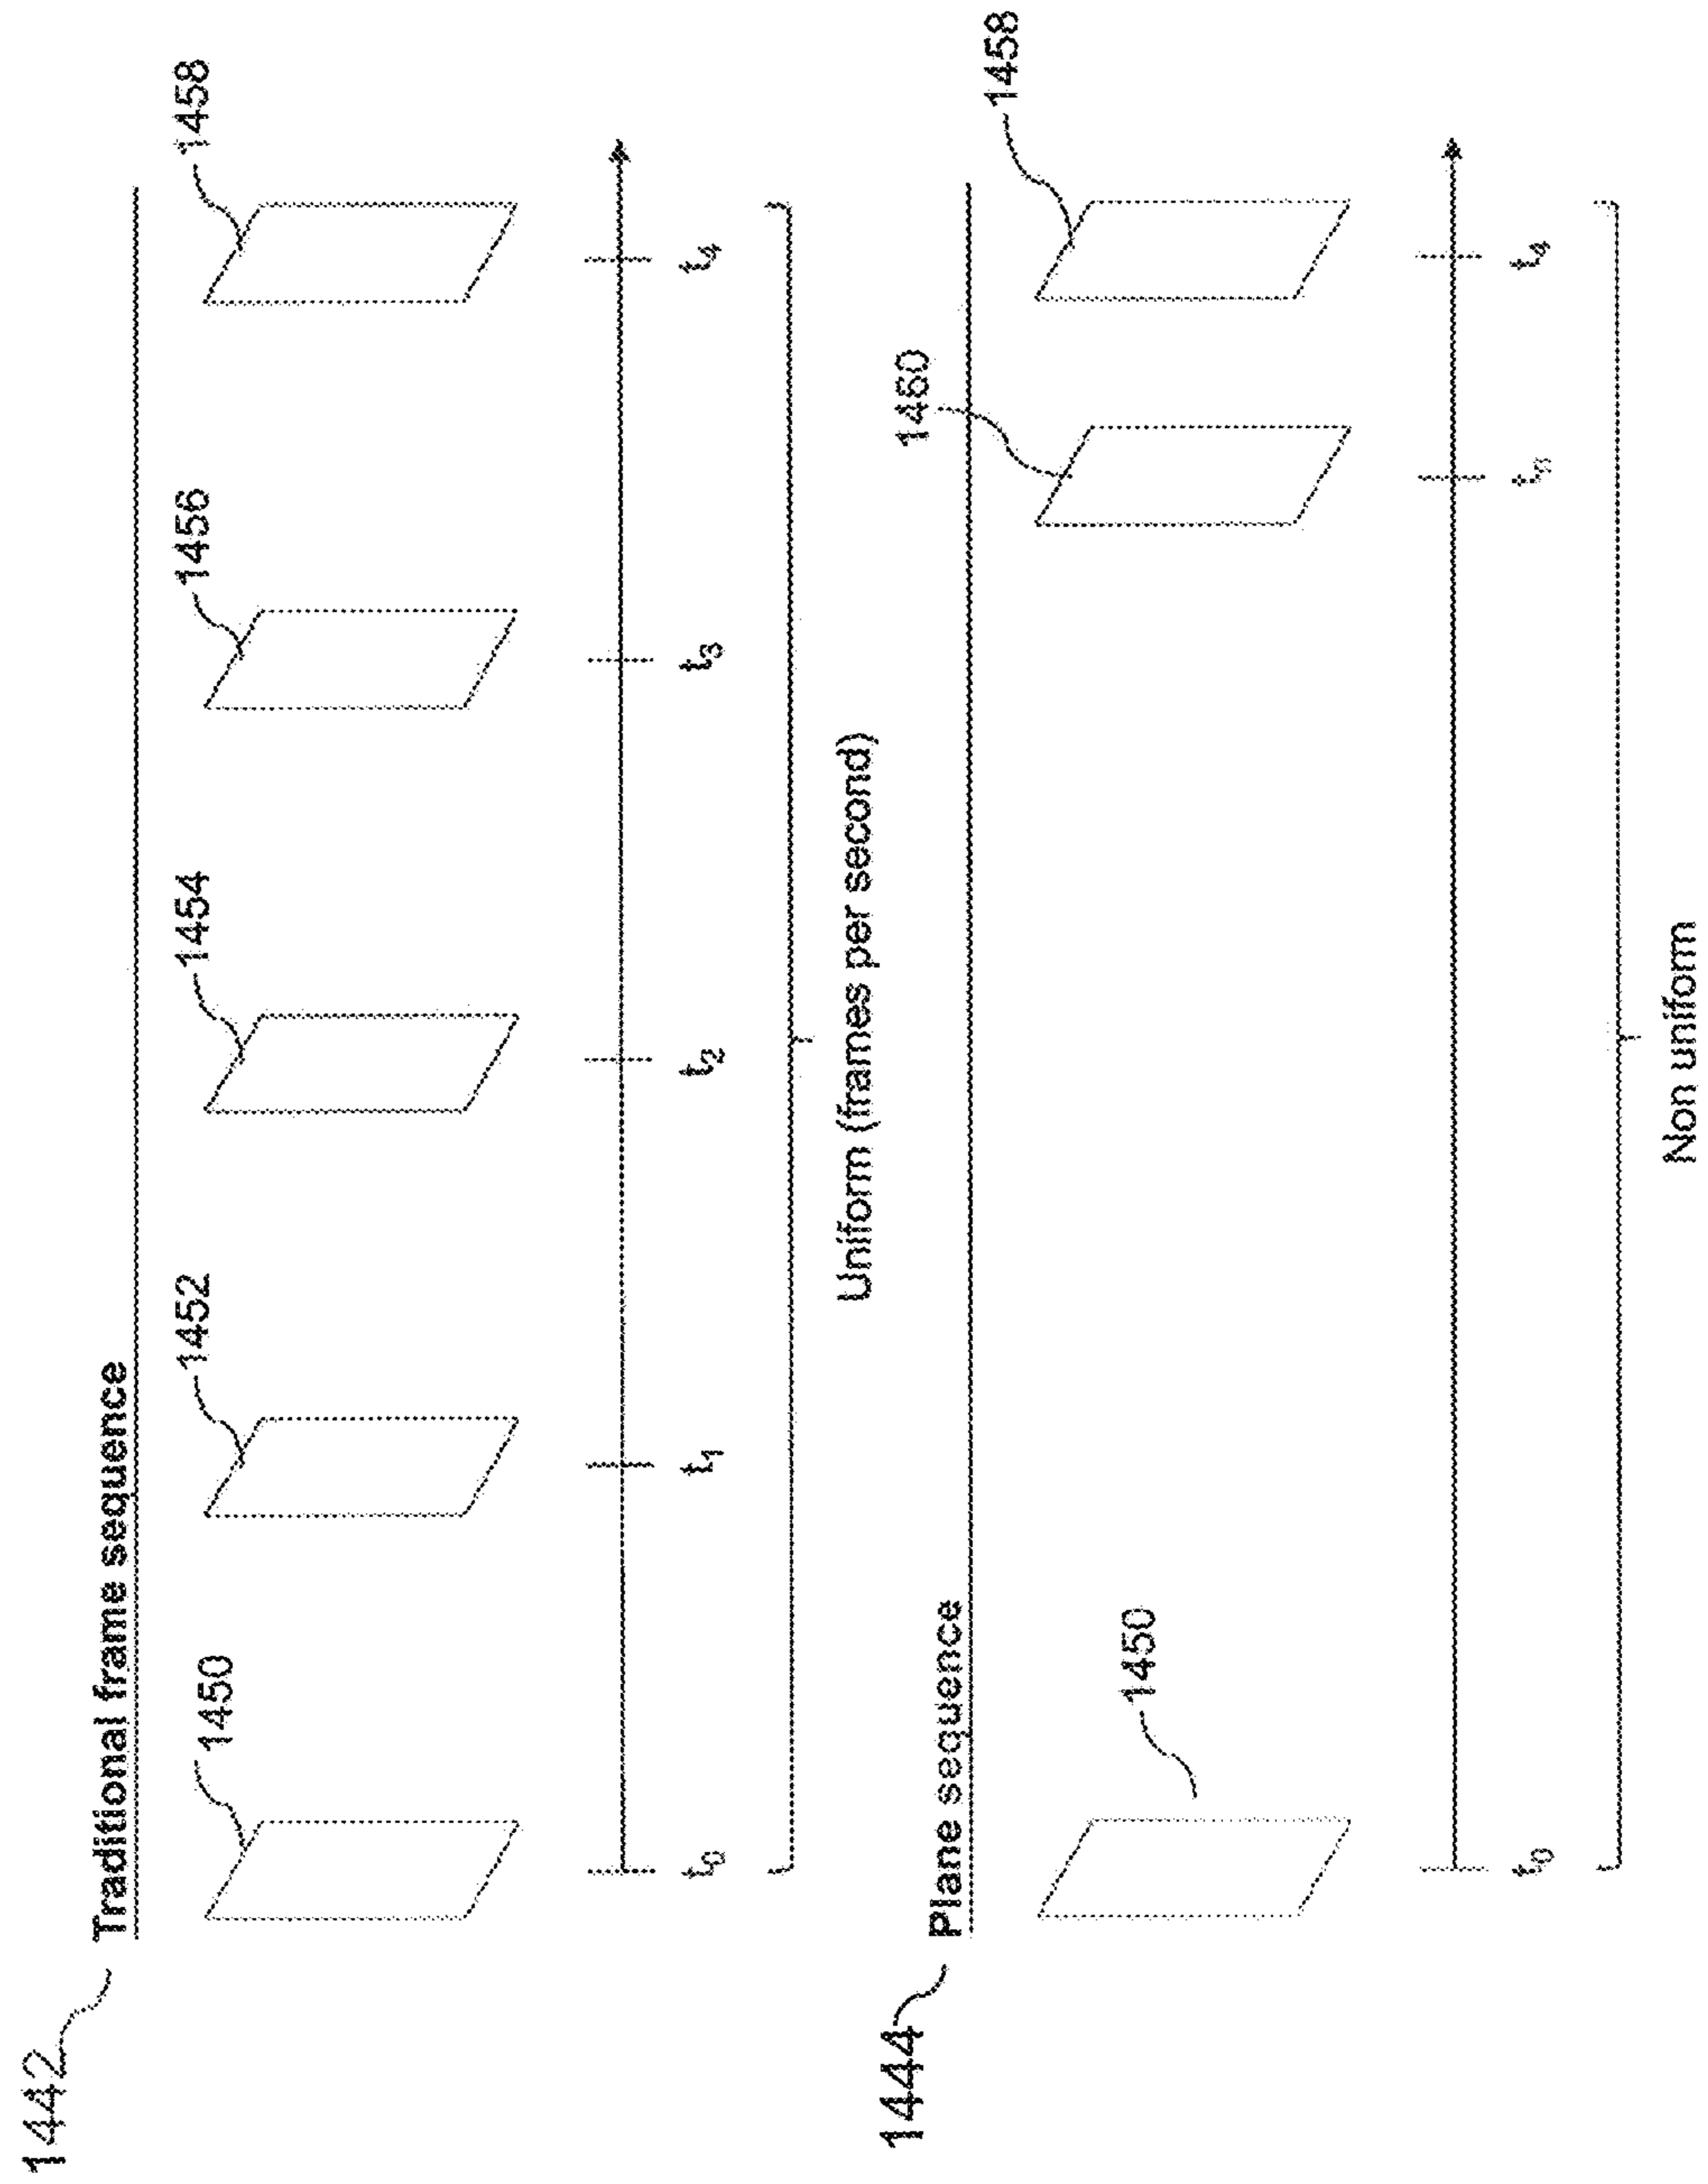 1442
Traditional frame sequence
1450
1452
1454
1456
1458
t0
t1
t2
t3
t4
Uniform (frames per second)
1444
Plane sequence
1450
1460
1458
t0
tn
t4
Non uniform